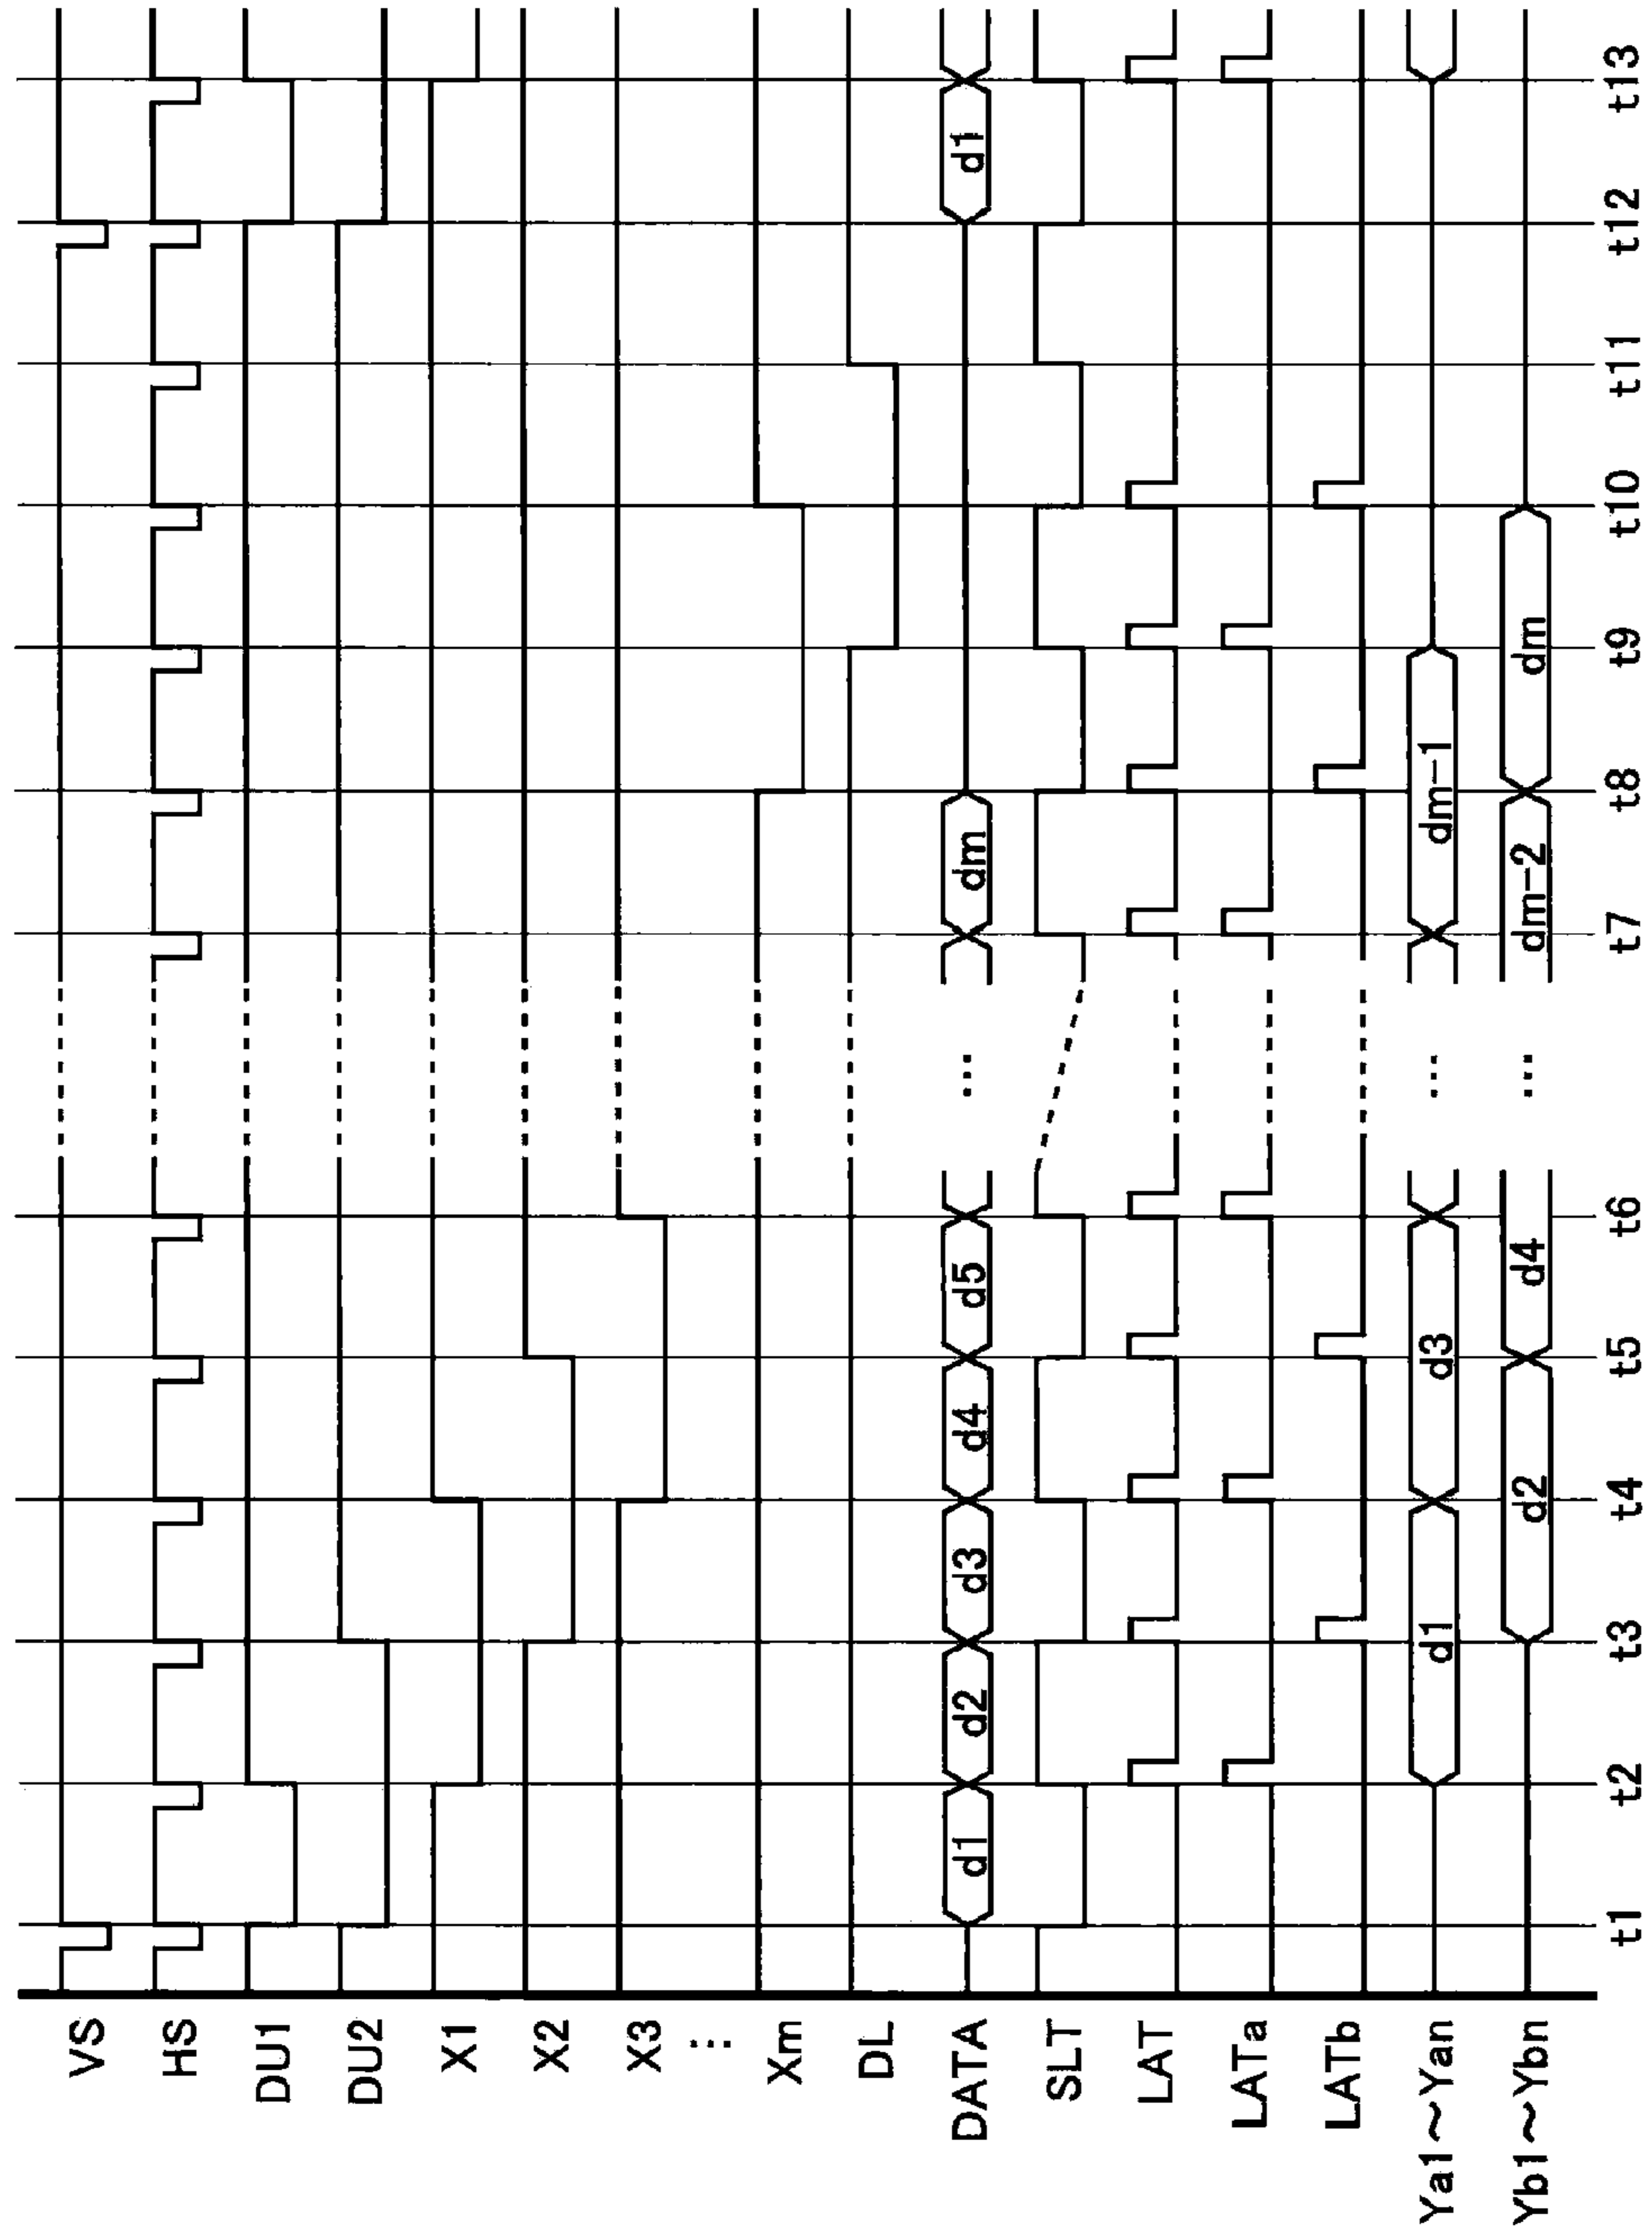 VS
HS
DU1
DU2
X1
X2
X3
⋮
Xm
DL
DATA d1 d2 d3 d4 d5 ... dm d1
SLT
LAT
LATa
LATb
Ya1~Yan d1 d3 ... dm-1
Yb1~Ybn d2 d4 ... dm-2 dm
t1 t2 t3 t4 t5 t6 t7 t8 t9 t10 t11 t12 t13